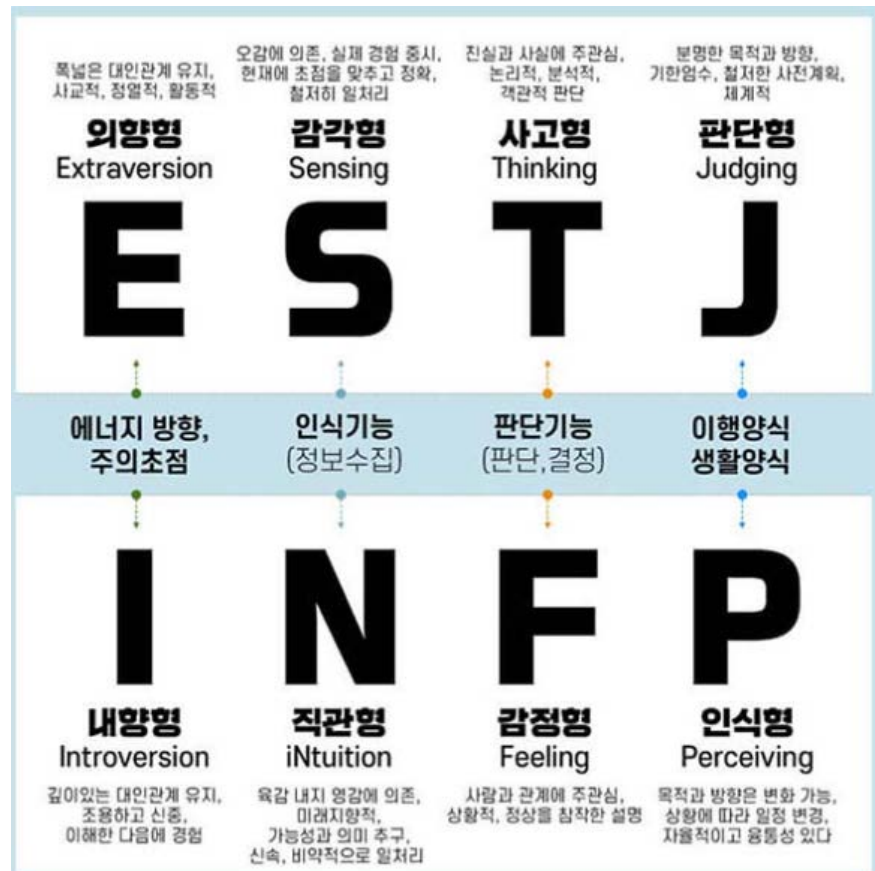 폭넓은 대인관계 유지,
사교적, 정열적, 활동적
외향형
Extraversion
E
오감에 의존, 실제 경험 중시,
현재에 초점을 맞추고 정확,
철저히 일처리
감각형
Sensing
S
진실과 사실에 주관심,
논리적, 분석적,
객관적 판단
사고형
Thinking
T
분명한 목적과 방향,
기한엄수, 철저한 사전계획,
체계적
판단형
Judging
J
에너지 방향,
주의초점
인식기능
(정보수집)
판단기능
(판단,결정)
이행양식
생활양식
I
내향형
Introversion
깊이있는 대인관계 유지,
조용하고 신중,
이해한 다음에 경험
N
직관형
iNtuition
육감 내지 영감에 의존,
미래지향적,
가능성과 의미 추구,
신속, 비약적으로 일처리
F
감정형
Feeling
사람과 관계에 주관심,
상황적, 정상을 참작한 설명
P
인식형
Perceiving
목적과 방향은 변화 가능,
상황에 따라 일정 변경,
자율적이고 융통성 있다